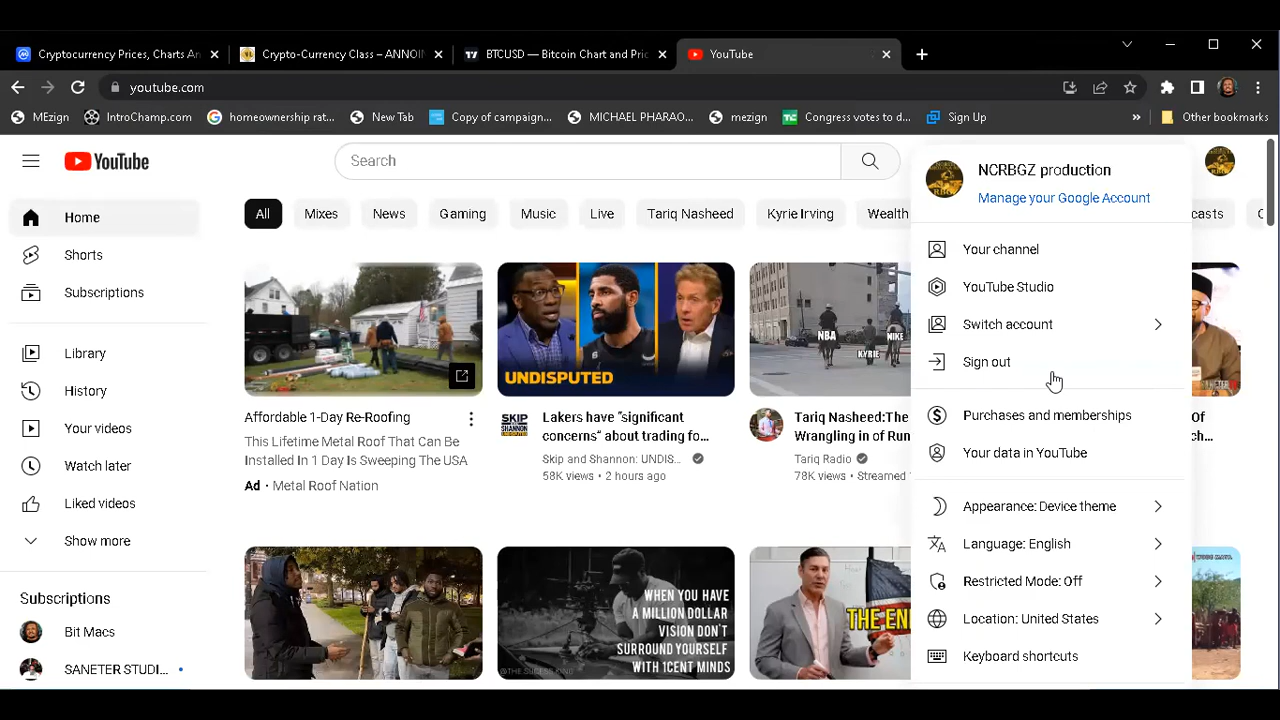 Cryptocurrency Prices, Charts An
Crypto-Currency Class – ANNOIN
BTCUSD — Bitcoin Chart and Pric
YouTube
youtube.com
MEzign
IntroChamp.com
homeownership rat...
New Tab
Copy of campaign...
MICHAEL PHARAO...
mezign
Congress votes to d...
Sign Up
»
Other bookmarks
YouTube
Search
All
Mixes
News
Gaming
Music
Live
Tariq Nasheed
Kyrie Irving
Wealth
casts
Home
Shorts
Subscriptions
Library
History
Your videos
Watch later
Liked videos
Show more
Subscriptions
Bit Macs
SANETER STUDI...
Affordable 1-Day Re-Roofing
This Lifetime Metal Roof That Can Be
Installed In 1 Day Is Sweeping The USA
Ad • Metal Roof Nation
UNDISPUTED
SKIP
SHANNON
UNDISPUTED
Lakers have "significant
concerns" about trading fo...
Skip and Shannon: UNDIS...
58K views • 2 hours ago
NBA
KYRIE
NIKE
Tariq Nasheed:The
Wrangling in of Run
Tariq Radio
78K views • Streamed
Of
ch...
WHEN YOU HAVE
A MILLION DOLLAR
VISION DON'T
SURROUND YOURSELF
WITH 1CENT MINDS
THE EN
NCRBGZ production
Manage your Google Account
Your channel
YouTube Studio
Switch account
Sign out
Purchases and memberships
Your data in YouTube
Appearance: Device theme
Language: English
Restricted Mode: Off
Location: United States
Keyboard shortcuts